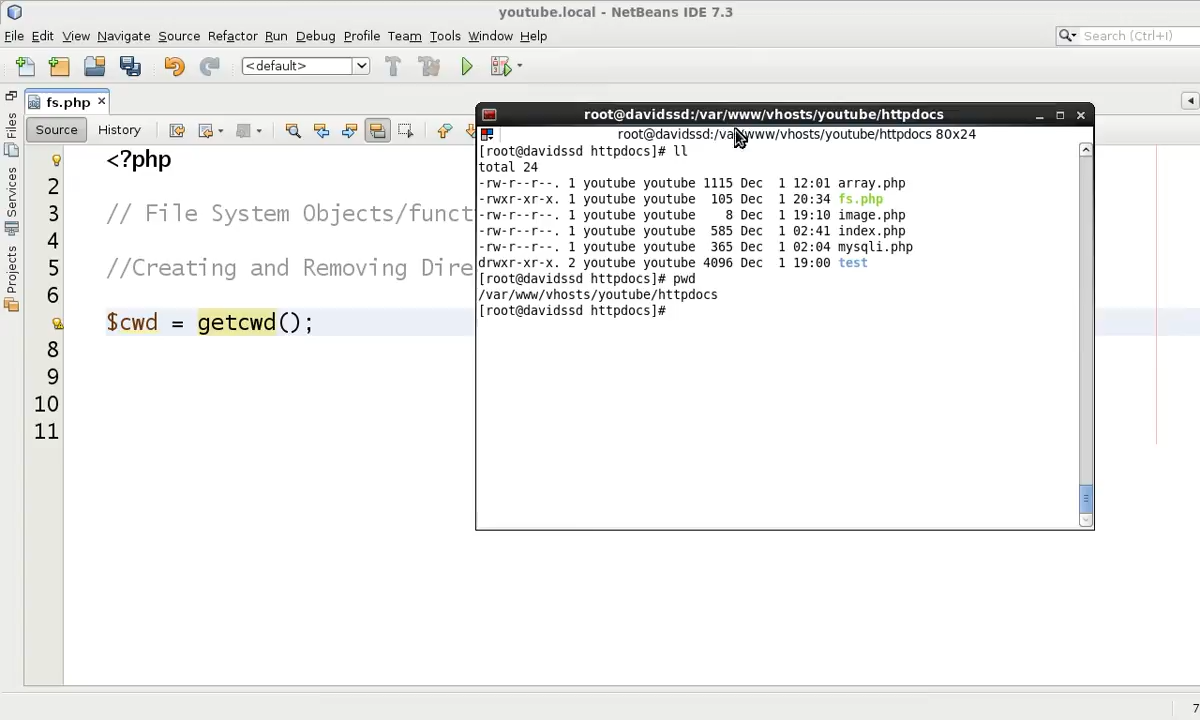 youtube.local - NetBeans IDE 7.3
File Edit View Navigate Source Refactor Run Debug Profile Team Tools Window Help
Search (Ctrl+I)
<default>
fs.php
Source History
Files
Services
Projects
<?php
2
3 // File System Objects/funct
4
5 //Creating and Removing Dire
6
$cwd = getcwd();
8
9
10
11
root@davidssd:/var/www/vhosts/youtube/httpdocs
root@davidssd:/var/www/vhosts/youtube/httpdocs 80x24
[root@davidssd httpdocs]# ll
total 24
-rw-r--r--. 1 youtube youtube 1115 Dec  1 12:01 array.php
-rwxr-xr-x. 1 youtube youtube  105 Dec  1 20:34 fs.php
-rw-r--r--. 1 youtube youtube    8 Dec  1 19:10 image.php
-rw-r--r--. 1 youtube youtube  585 Dec  1 02:41 index.php
-rw-r--r--. 1 youtube youtube  365 Dec  1 02:04 mysqli.php
drwxr-xr-x. 2 youtube youtube 4096 Dec  1 19:00 test
[root@davidssd httpdocs]# pwd
/var/www/vhosts/youtube/httpdocs
[root@davidssd httpdocs]#
7